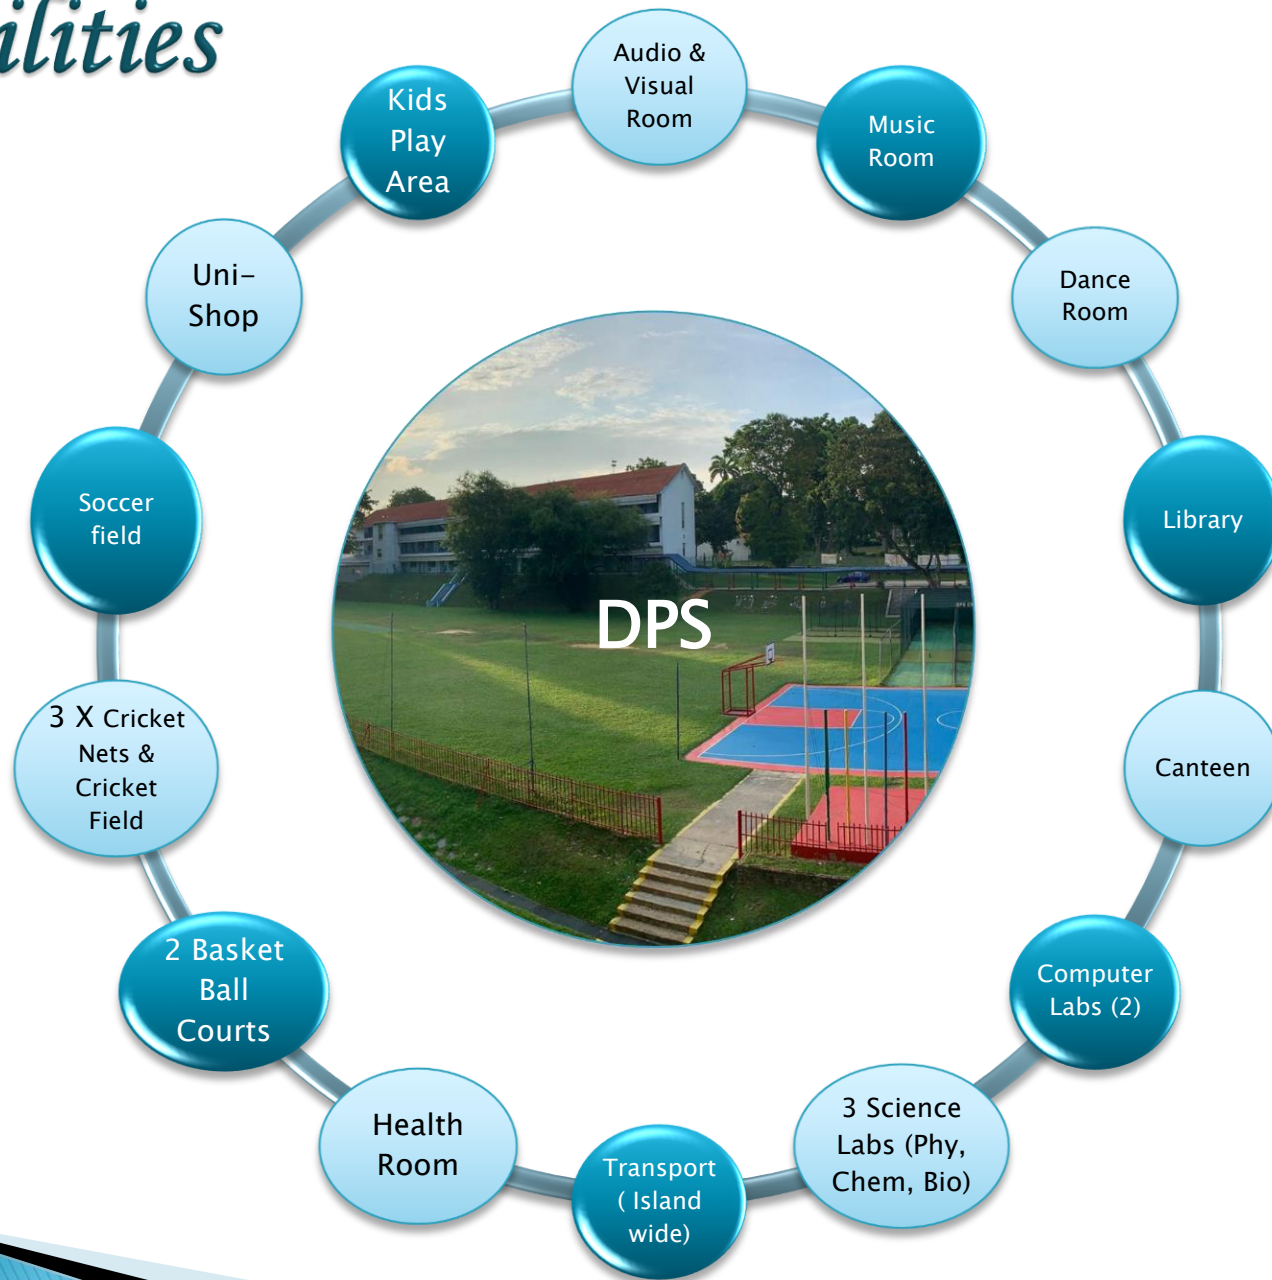 Audio &
Visual
Room
Music
Room
Dance
Room
Library
Canteen
Computer
Labs (2)
3 Science
Labs (Phy,
Chem, Bio)
Transport
( Island
wide)
Health
Room
2 Basket
Ball
Courts
3 X Cricket
Nets &
Cricket
Field
Soccer
field
Uni-
Shop
Kids
Play
Area
DPS